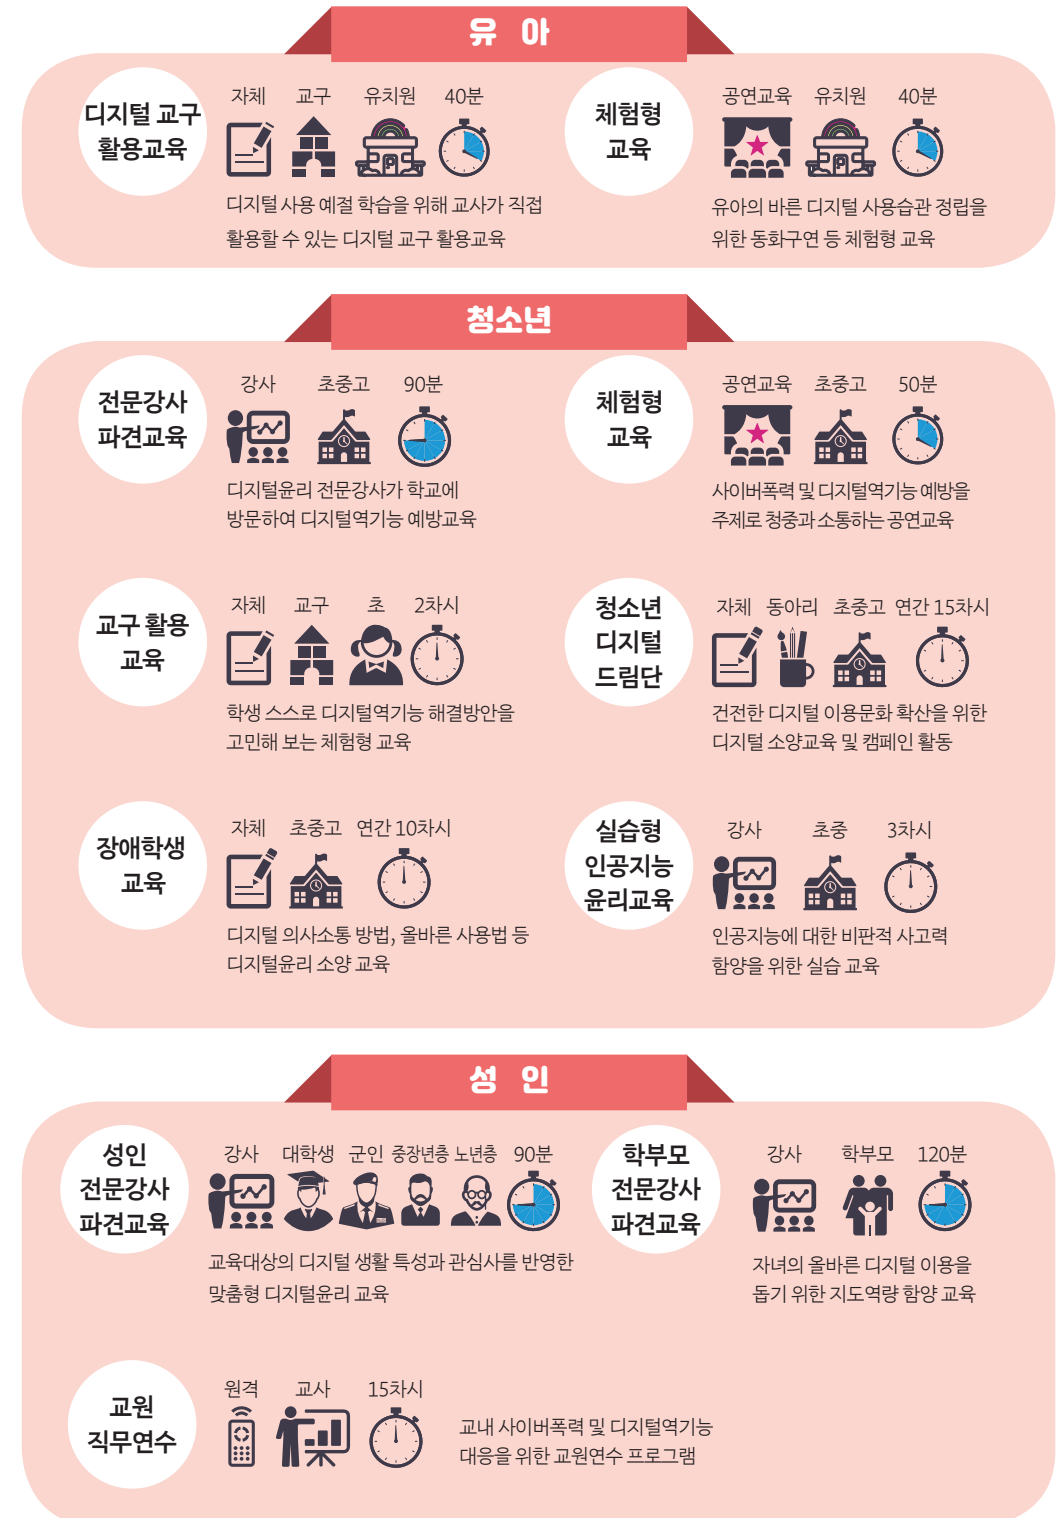 유 아
디지털 교구
활용교육
자체 교구 유치원 40분
디지털 사용 예절 학습을 위해 교사가 직접
활용할 수 있는 디지털 교구 활용교육
체험형
교육
공연교육 유치원 40분
유아의 바른 디지털 사용습관 정립을
위한 동화구연 등 체험형 교육
청소년
전문강사
파견교육
강사 초중고 90분
디지털윤리 전문강사가 학교에
방문하여 디지털역기능 예방교육
체험형
교육
공연교육 초중고 50분
사이버폭력 및 디지털역기능 예방을
주제로 청중과 소통하는 공연교육
교구 활용
교육
자체 교구 초 2차시
학생 스스로 디지털역기능 해결방안을
고민해 보는 체험형 교육
청소년
디지털
드림단
자체 동아리 초중고 연간 15차시
건전한 디지털 이용문화 확산을 위한
디지털 소양교육 및 캠페인 활동
장애학생
교육
자체 초중고 연간 10차시
디지털 의사소통 방법, 올바른 사용법 등
디지털윤리 소양 교육
실습형
인공지능
윤리교육
강사 초중 3차시
인공지능에 대한 비판적 사고력
함양을 위한 실습 교육
성 인
성인
전문강사
파견교육
강사 대학생 군인 중장년층 노년층 90분
교육대상의 디지털 생활 특성과 관심사를 반영한
맞춤형 디지털윤리 교육
학부모
전문강사
파견교육
강사 학부모 120분
자녀의 올바른 디지털 이용을
돕기 위한 지도역량 함양 교육
교원
직무연수
원격 교사 15차시
교내 사이버폭력 및 디지털역기능
대응을 위한 교원연수 프로그램